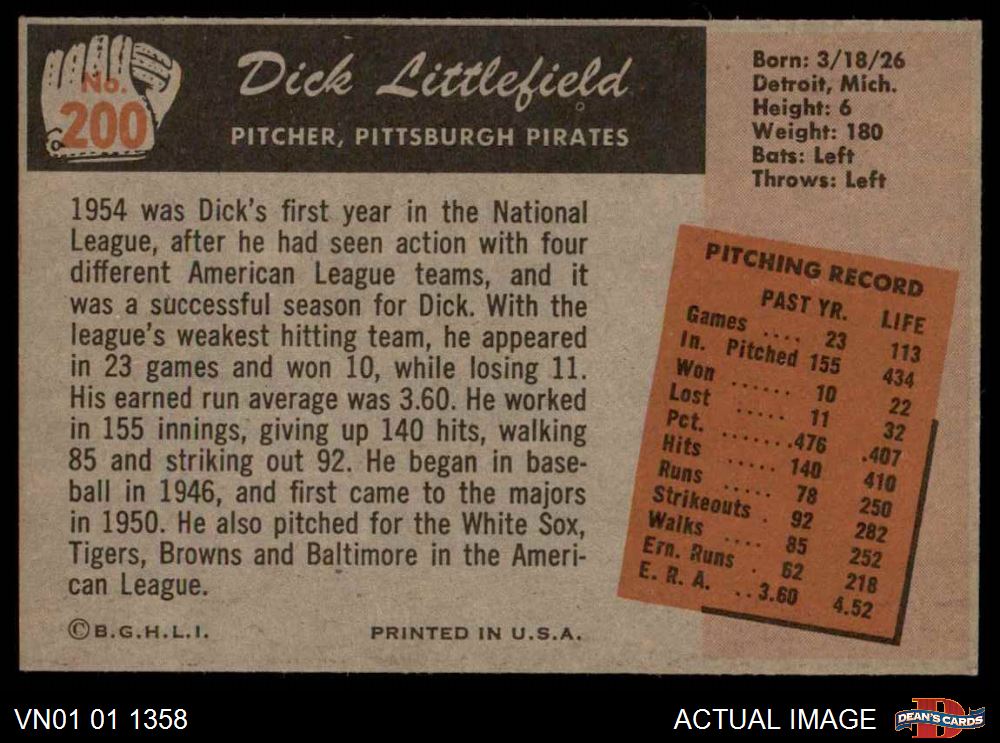 No.
200
Dick Littlefield
PITCHER, PITTSBURGH PIRATES
Born: 3/18/26
Detroit, Mich.
Height: 6
Weight: 180
Bats: Left
Throws: Left
1954 was Dick's first year in the National
League, after he had seen action with four
different American League teams, and it
was a successful season for Dick. With the
league's weakest hitting team, he appeared
in 23 games and won 10, while losing 11.
His earned run average was 3.60. He worked
in 155 innings, giving up 140 hits, walking
85 and striking out 92. He began in base-
ball in 1946, and first came to the majors
in 1950. He also pitched for the White Sox,
Tigers, Browns and Baltimore in the Ameri-
can League.
PITCHING RECORD
PAST YR. LIFE
Games .... 23 113
In. Pitched 155 434
Won ...... 10 22
Lost ..... 11 32
Pct. .......476 .407
Hits ..... 140 410
Runs ..... 78 250
Strikeouts . 92 282
Walks .... 85 252
Ern. Runs . 62 218
E. R. A. ..3.60 4.52
©B.G.H.L.I.
PRINTED IN U.S.A.
VN01 01 1358
ACTUAL IMAGE
D
DEAN'S CARDS